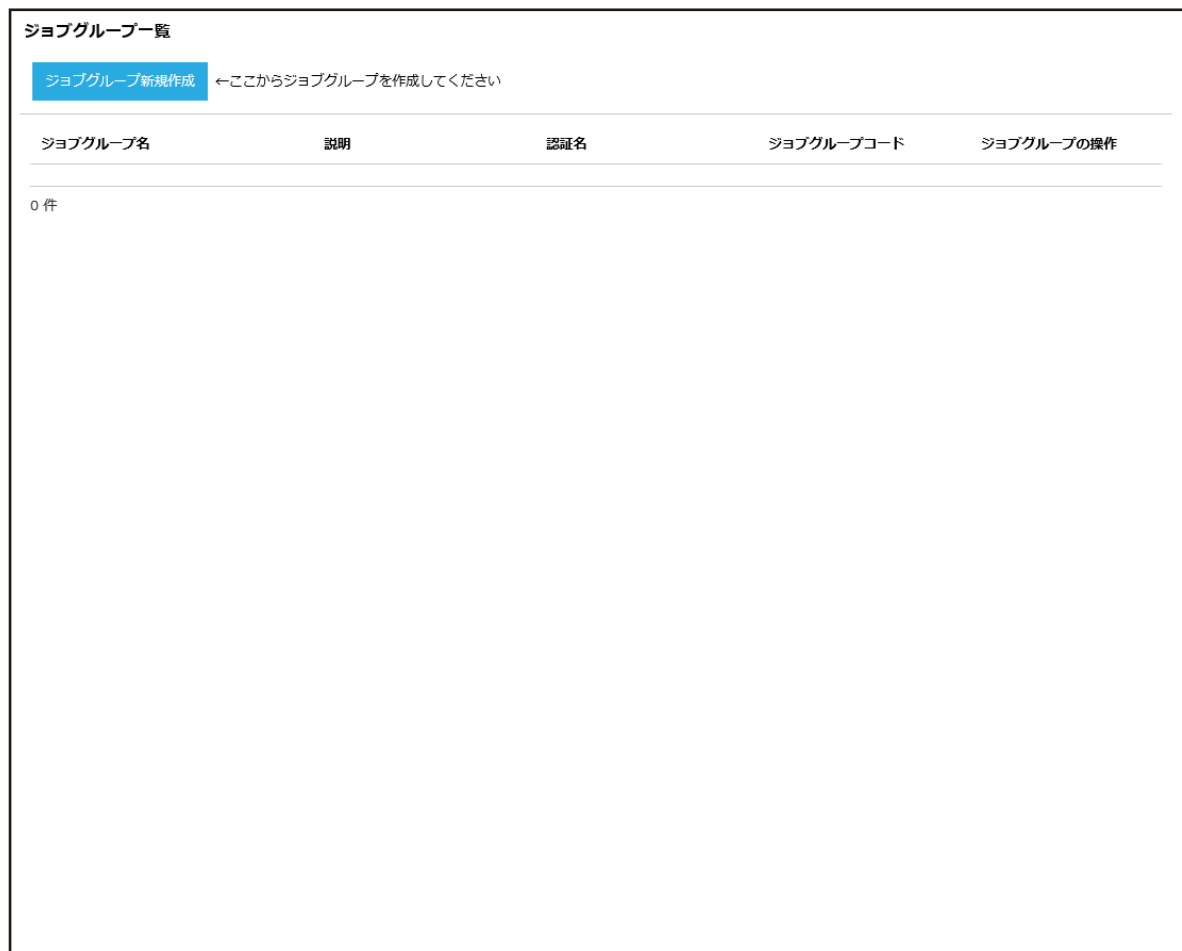 ジョブグループ一覧
ジョブグループ新規作成 ←ここからジョブグループを作成してください
ジョブグループ名 説明 認証名 ジョブグループコード ジョブグループの操作
0 件